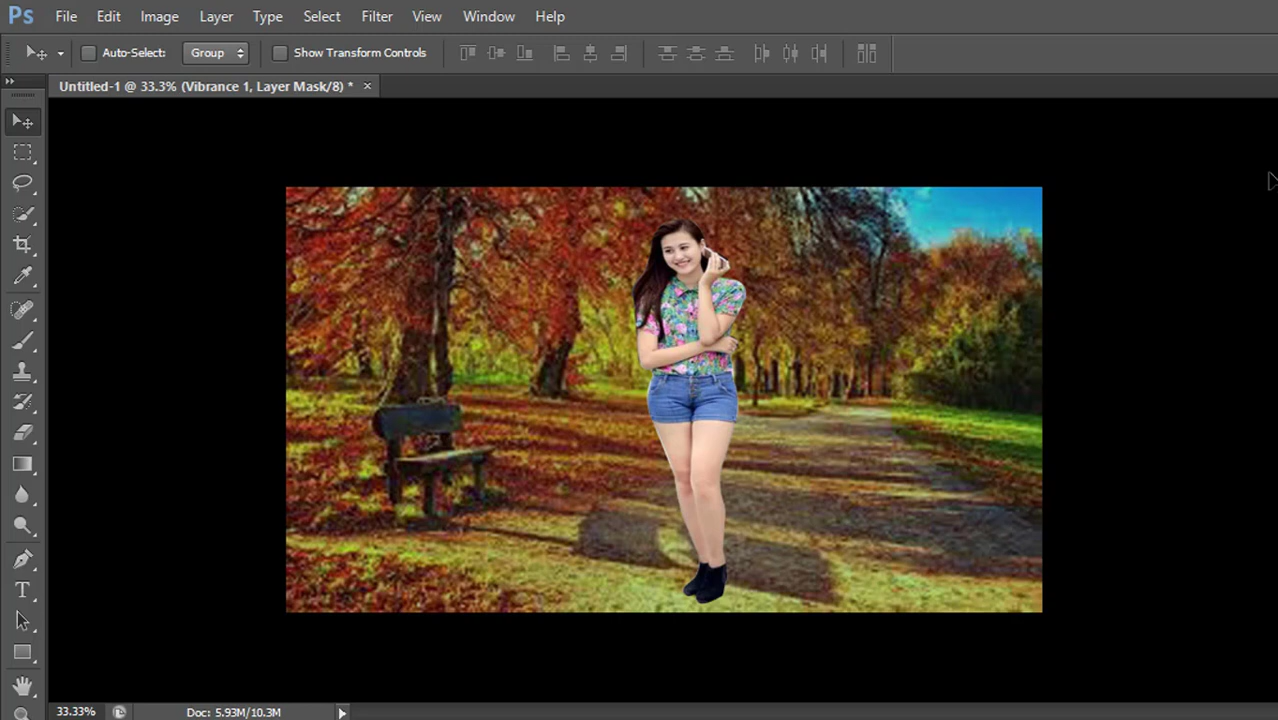 Ps File Edit Image Layer Type Select Filter View Window Help
Auto-Select: Group Show Transform Controls
Untitled-1 @ 33.3% (Vibrance 1, Layer Mask/8) * ×
T
33.33% Doc: 5.93M/10.3M